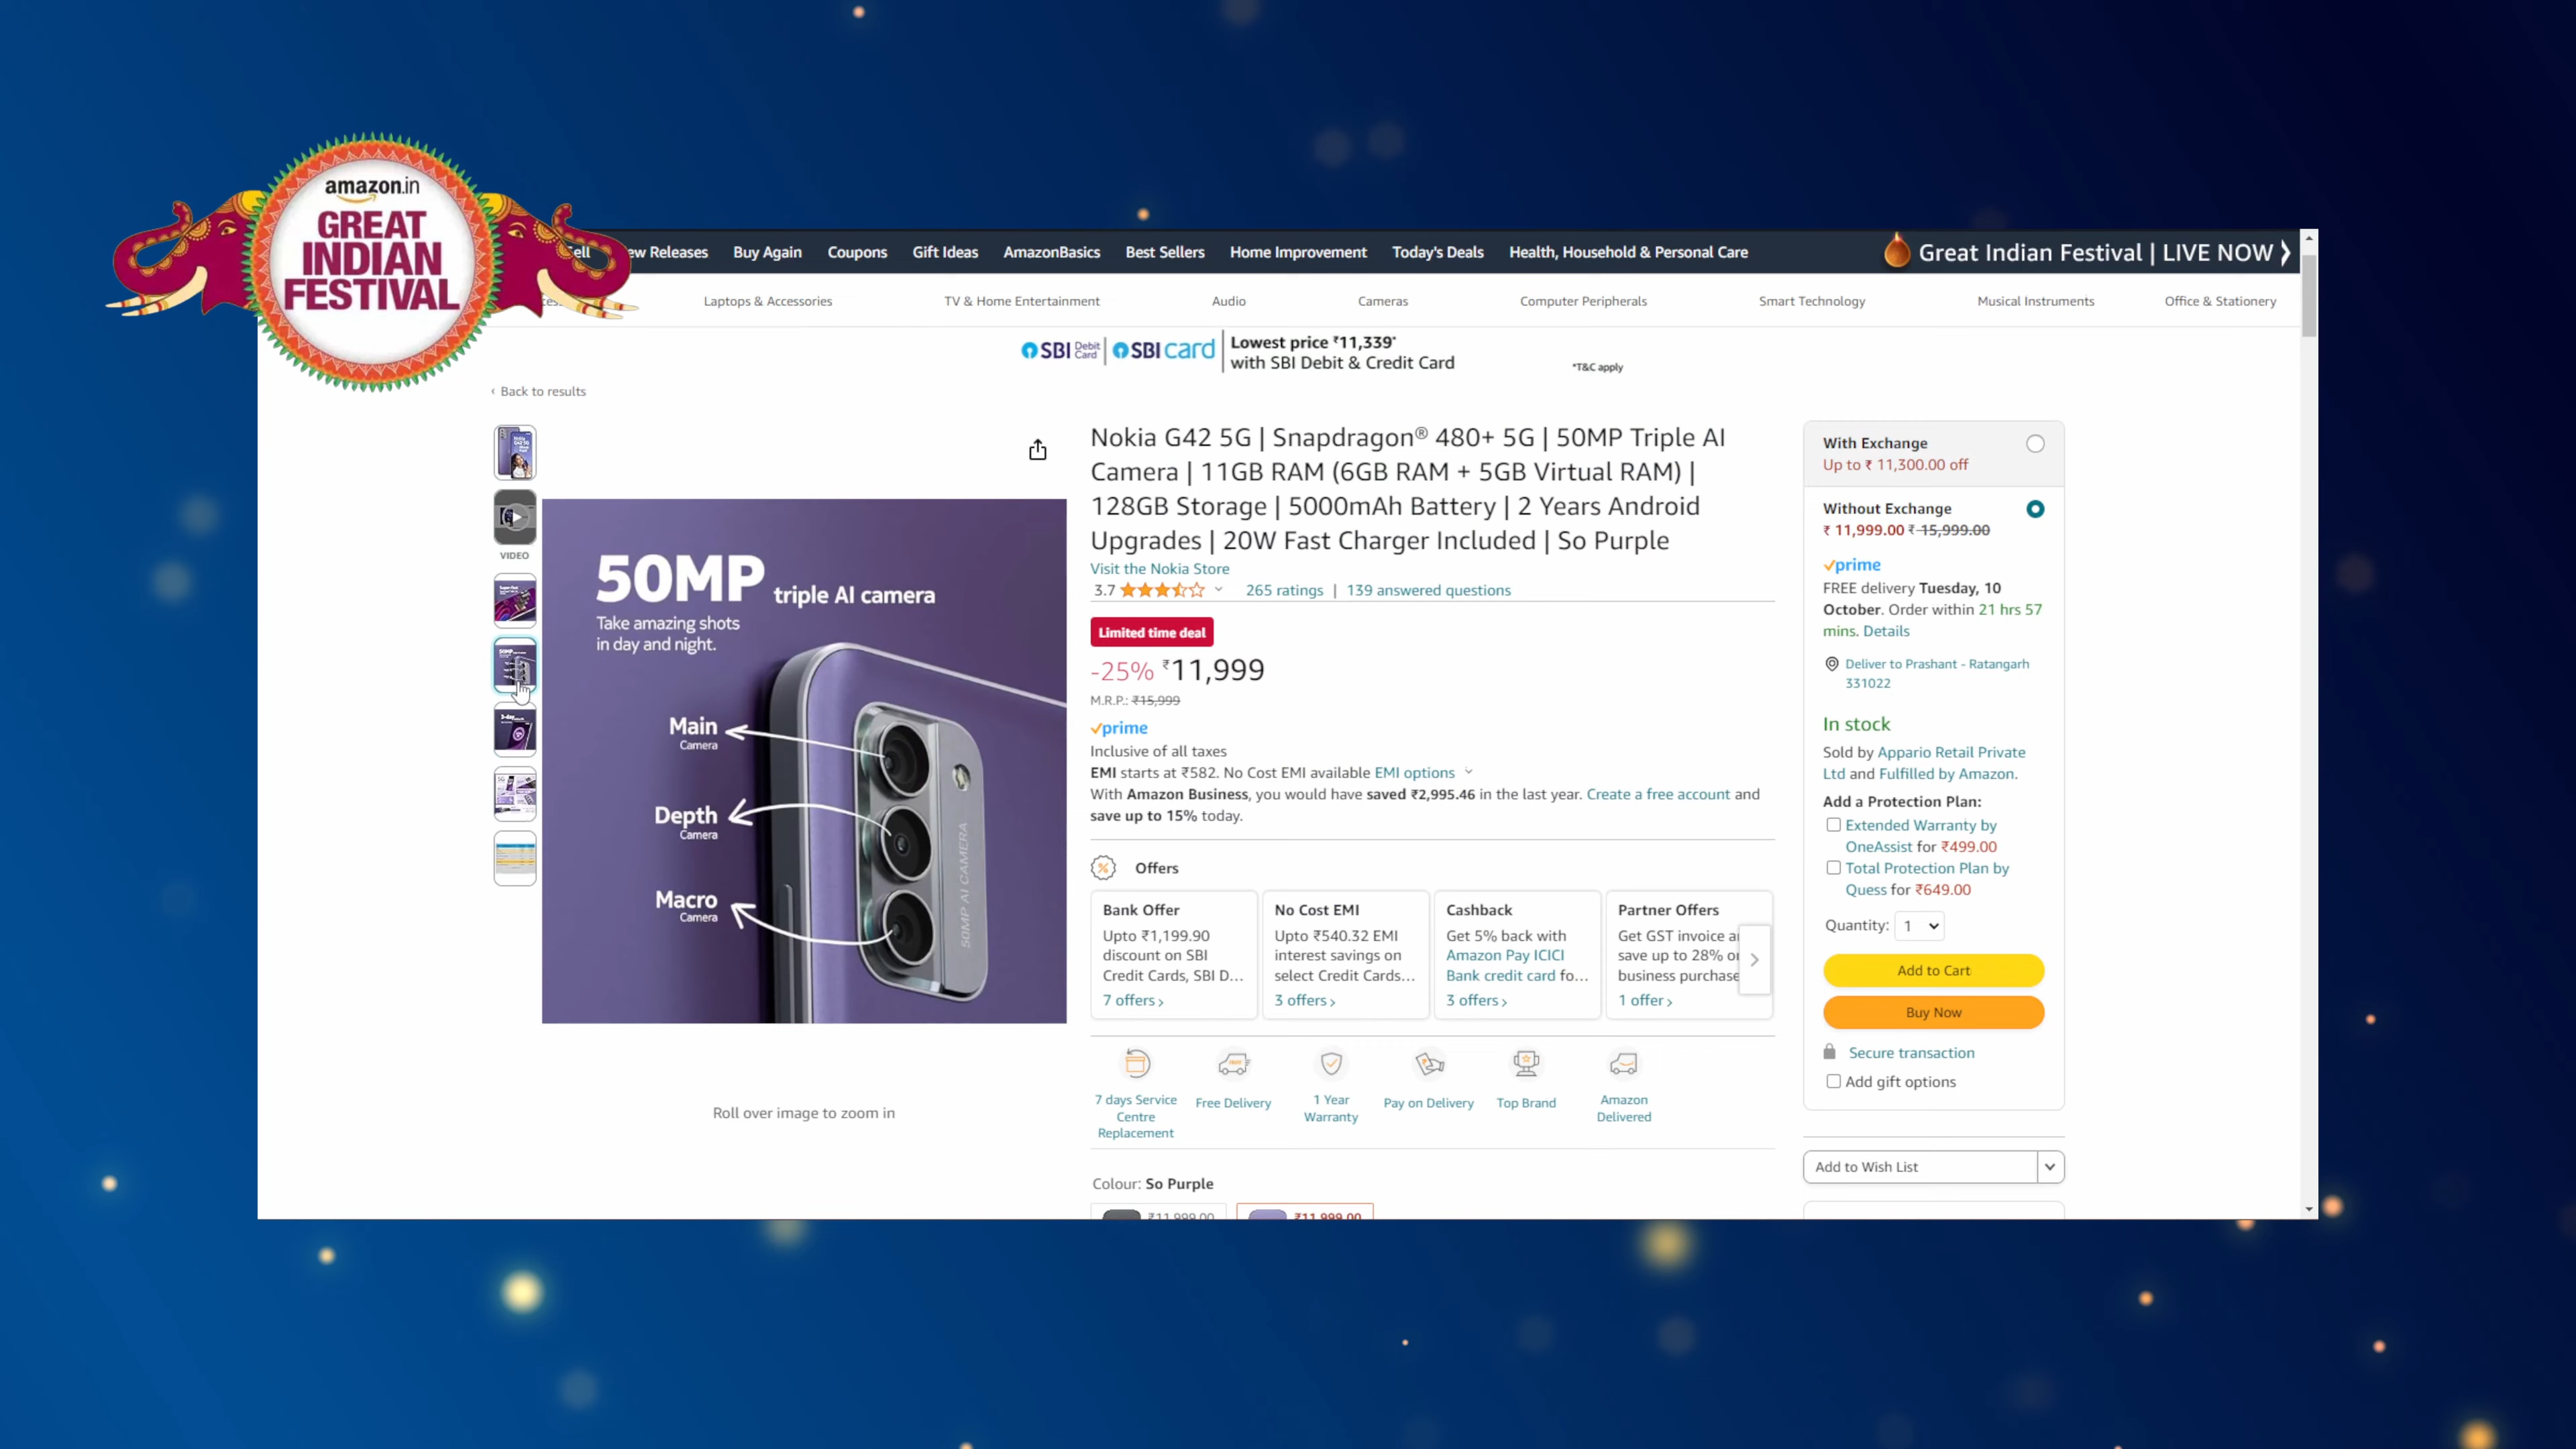 amazon.in
GREAT
INDIAN
FESTIVAL
ell
ew Releases
Buy Again
Coupons
Gift Ideas
AmazonBasics
Best Sellers
Home Improvement
Today's Deals
Health, Household & Personal Care
Great Indian Festival | LIVE NOW
Laptops & Accessories
TV & Home Entertainment
Audio
Cameras
Computer Peripherals
Smart Technology
Musical Instruments
Office & Stationery
SBI Debit Card | SBI card
Lowest price ₹11,339*
with SBI Debit & Credit Card
*T&C apply
‹ Back to results
VIDEO
50MP triple AI camera
Take amazing shots
in day and night.
Main
Camera
Depth
Camera
Macro
Camera
50MP AI CAMERA
Roll over image to zoom in
Nokia G42 5G | Snapdragon® 480+ 5G | 50MP Triple AI
Camera | 11GB RAM (6GB RAM + 5GB Virtual RAM) |
128GB Storage | 5000mAh Battery | 2 Years Android
Upgrades | 20W Fast Charger Included | So Purple
Visit the Nokia Store
3.7
265 ratings | 139 answered questions
Limited time deal
-25% ₹11,999
M.R.P.: ₹15,999
prime
Inclusive of all taxes
EMI starts at ₹582. No Cost EMI available EMI options
With Amazon Business, you would have saved ₹2,995.46 in the last year. Create a free account and
save up to 15% today.
Offers
Bank Offer
Upto ₹1,199.90
discount on SBI
Credit Cards, SBI D...
7 offers ›
No Cost EMI
Upto ₹540.32 EMI
interest savings on
select Credit Cards...
3 offers ›
Cashback
Get 5% back with
Amazon Pay ICICI
Bank credit card fo...
3 offers ›
Partner Offers
Get GST invoice a
save up to 28% o
business purchase
1 offer ›
7 days Service
Centre
Replacement
Free Delivery
1 Year
Warranty
Pay on Delivery
Top Brand
Amazon
Delivered
Colour: So Purple
₹11,999.00
₹11,999.00
With Exchange
Up to ₹ 11,300.00 off
Without Exchange
₹ 11,999.00 ₹ 15,999.00
prime
FREE delivery Tuesday, 10
October. Order within 21 hrs 57
mins. Details
Deliver to Prashant - Ratangarh
331022
In stock
Sold by Appario Retail Private
Ltd and Fulfilled by Amazon.
Add a Protection Plan:
Extended Warranty by
OneAssist for ₹499.00
Total Protection Plan by
Quess for ₹649.00
Quantity: 1
Add to Cart
Buy Now
Secure transaction
Add gift options
Add to Wish List